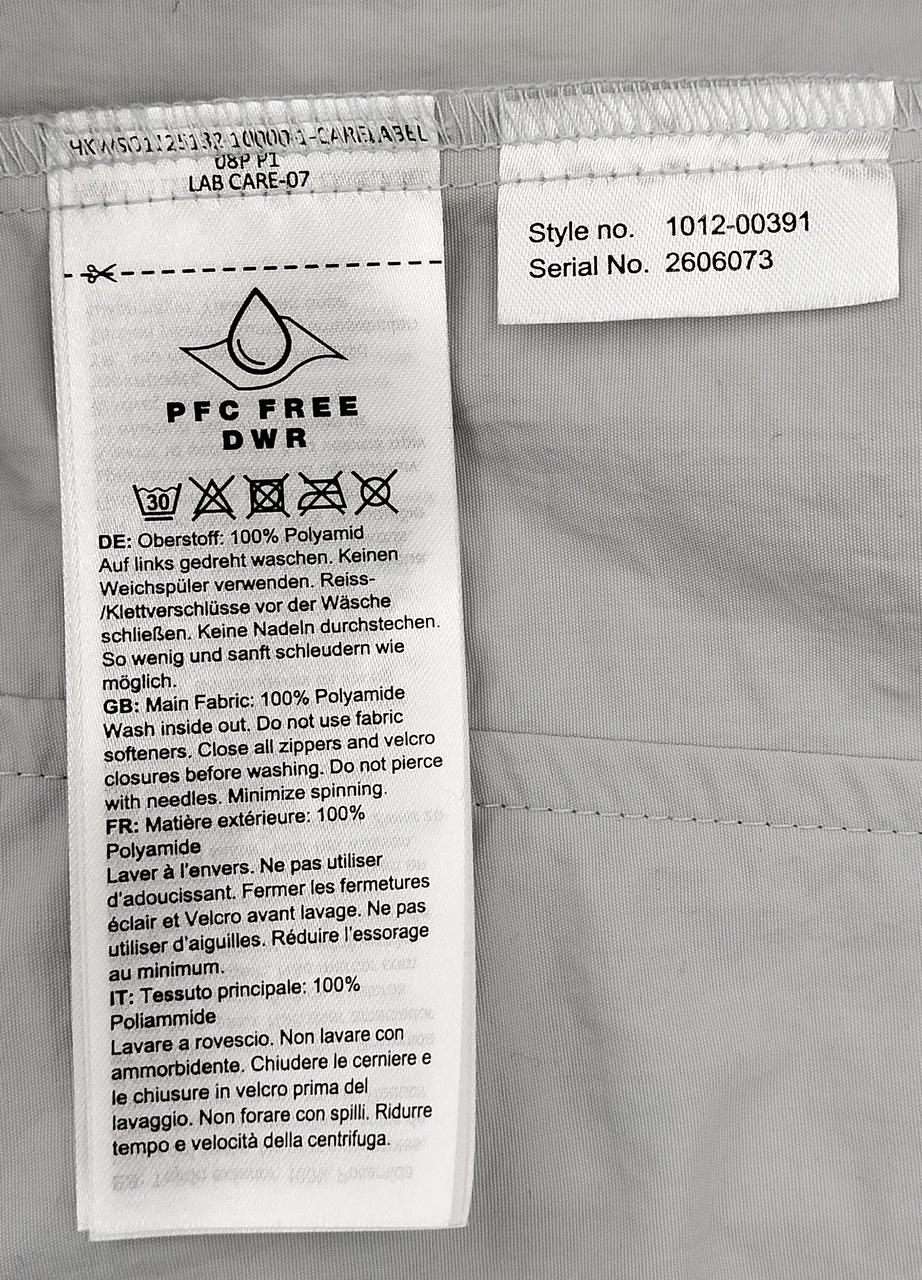 08P PI
LAB CARE-07
PFC FREE
DWR
30
DE: Oberstoff: 100% Polyamid
Auf links gedreht waschen. Keinen
Weichspüler verwenden. Reiss-
/Klettverschlüsse vor der Wäsche
schließen. Keine Nadeln durchstechen.
So wenig und sanft schleudern wie
möglich.
GB: Main Fabric: 100% Polyamide
Wash inside out. Do not use fabric
softeners. Close all zippers and velcro
closures before washing. Do not pierce
with needles. Minimize spinning.
FR: Matière extérieure: 100%
Polyamide
Laver à l'envers. Ne pas utiliser
d'adoucissant. Fermer les fermetures
éclair et Velcro avant lavage. Ne pas
utiliser d'aiguilles. Réduire l'essorage
au minimum.
IT: Tessuto principale: 100%
Poliammide
Lavare a rovescio. Non lavare con
ammorbidente. Chiudere le cerniere e
le chiusure in velcro prima del
lavaggio. Non forare con spilli. Ridurre
tempo e velocità della centrifuga.
Style no. 1012-00391
Serial No. 2606073